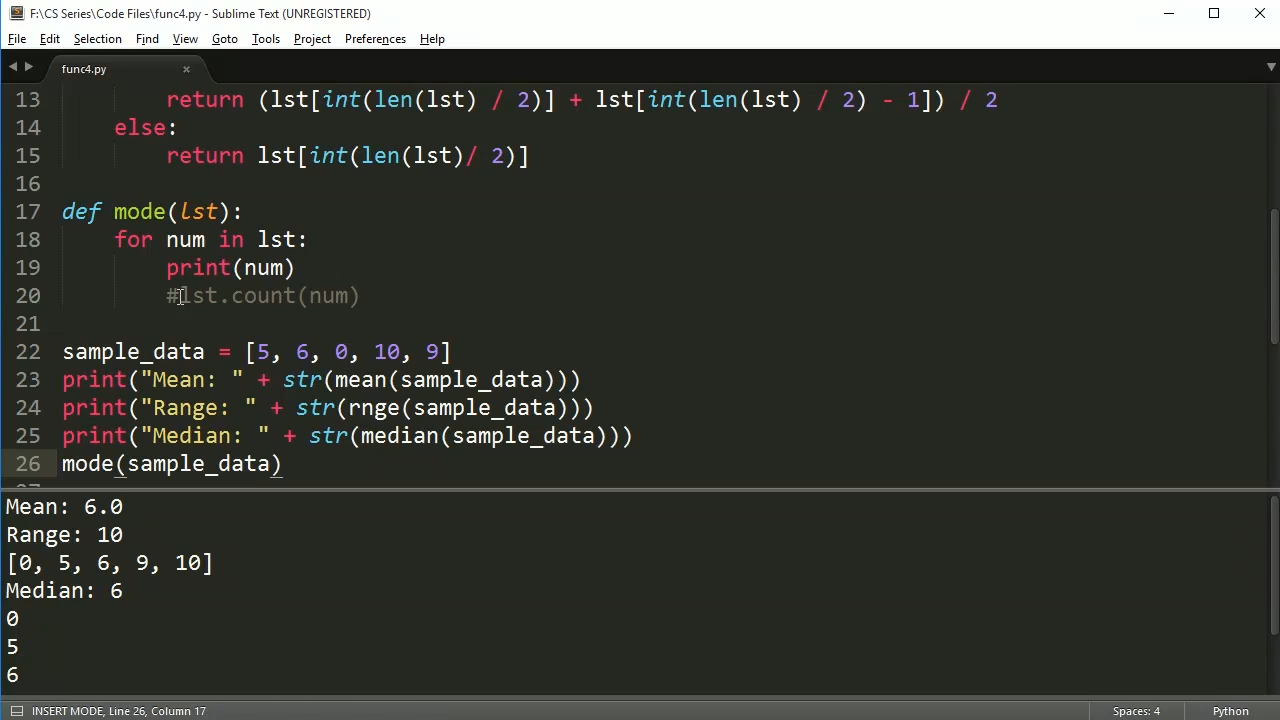 F:\CS Series\Code Files\func4.py - Sublime Text (UNREGISTERED)
File Edit Selection Find View Goto Tools Project Preferences Help
func4.py
13 return (lst[int(len(lst) / 2)] + lst[int(len(lst) / 2) - 1]) / 2
14 else:
15 return lst[int(len(lst)/ 2)]
16
17 def mode(lst):
18 for num in lst:
19 print(num)
20 #lst.count(num)
21
22 sample_data = [5, 6, 0, 10, 9]
23 print("Mean: " + str(mean(sample_data)))
24 print("Range: " + str(rnge(sample_data)))
25 print("Median: " + str(median(sample_data)))
26 mode(sample_data)
Mean: 6.0
Range: 10
[0, 5, 6, 9, 10]
Median: 6
0
5
6
INSERT MODE, Line 26, Column 17 Spaces: 4 Python